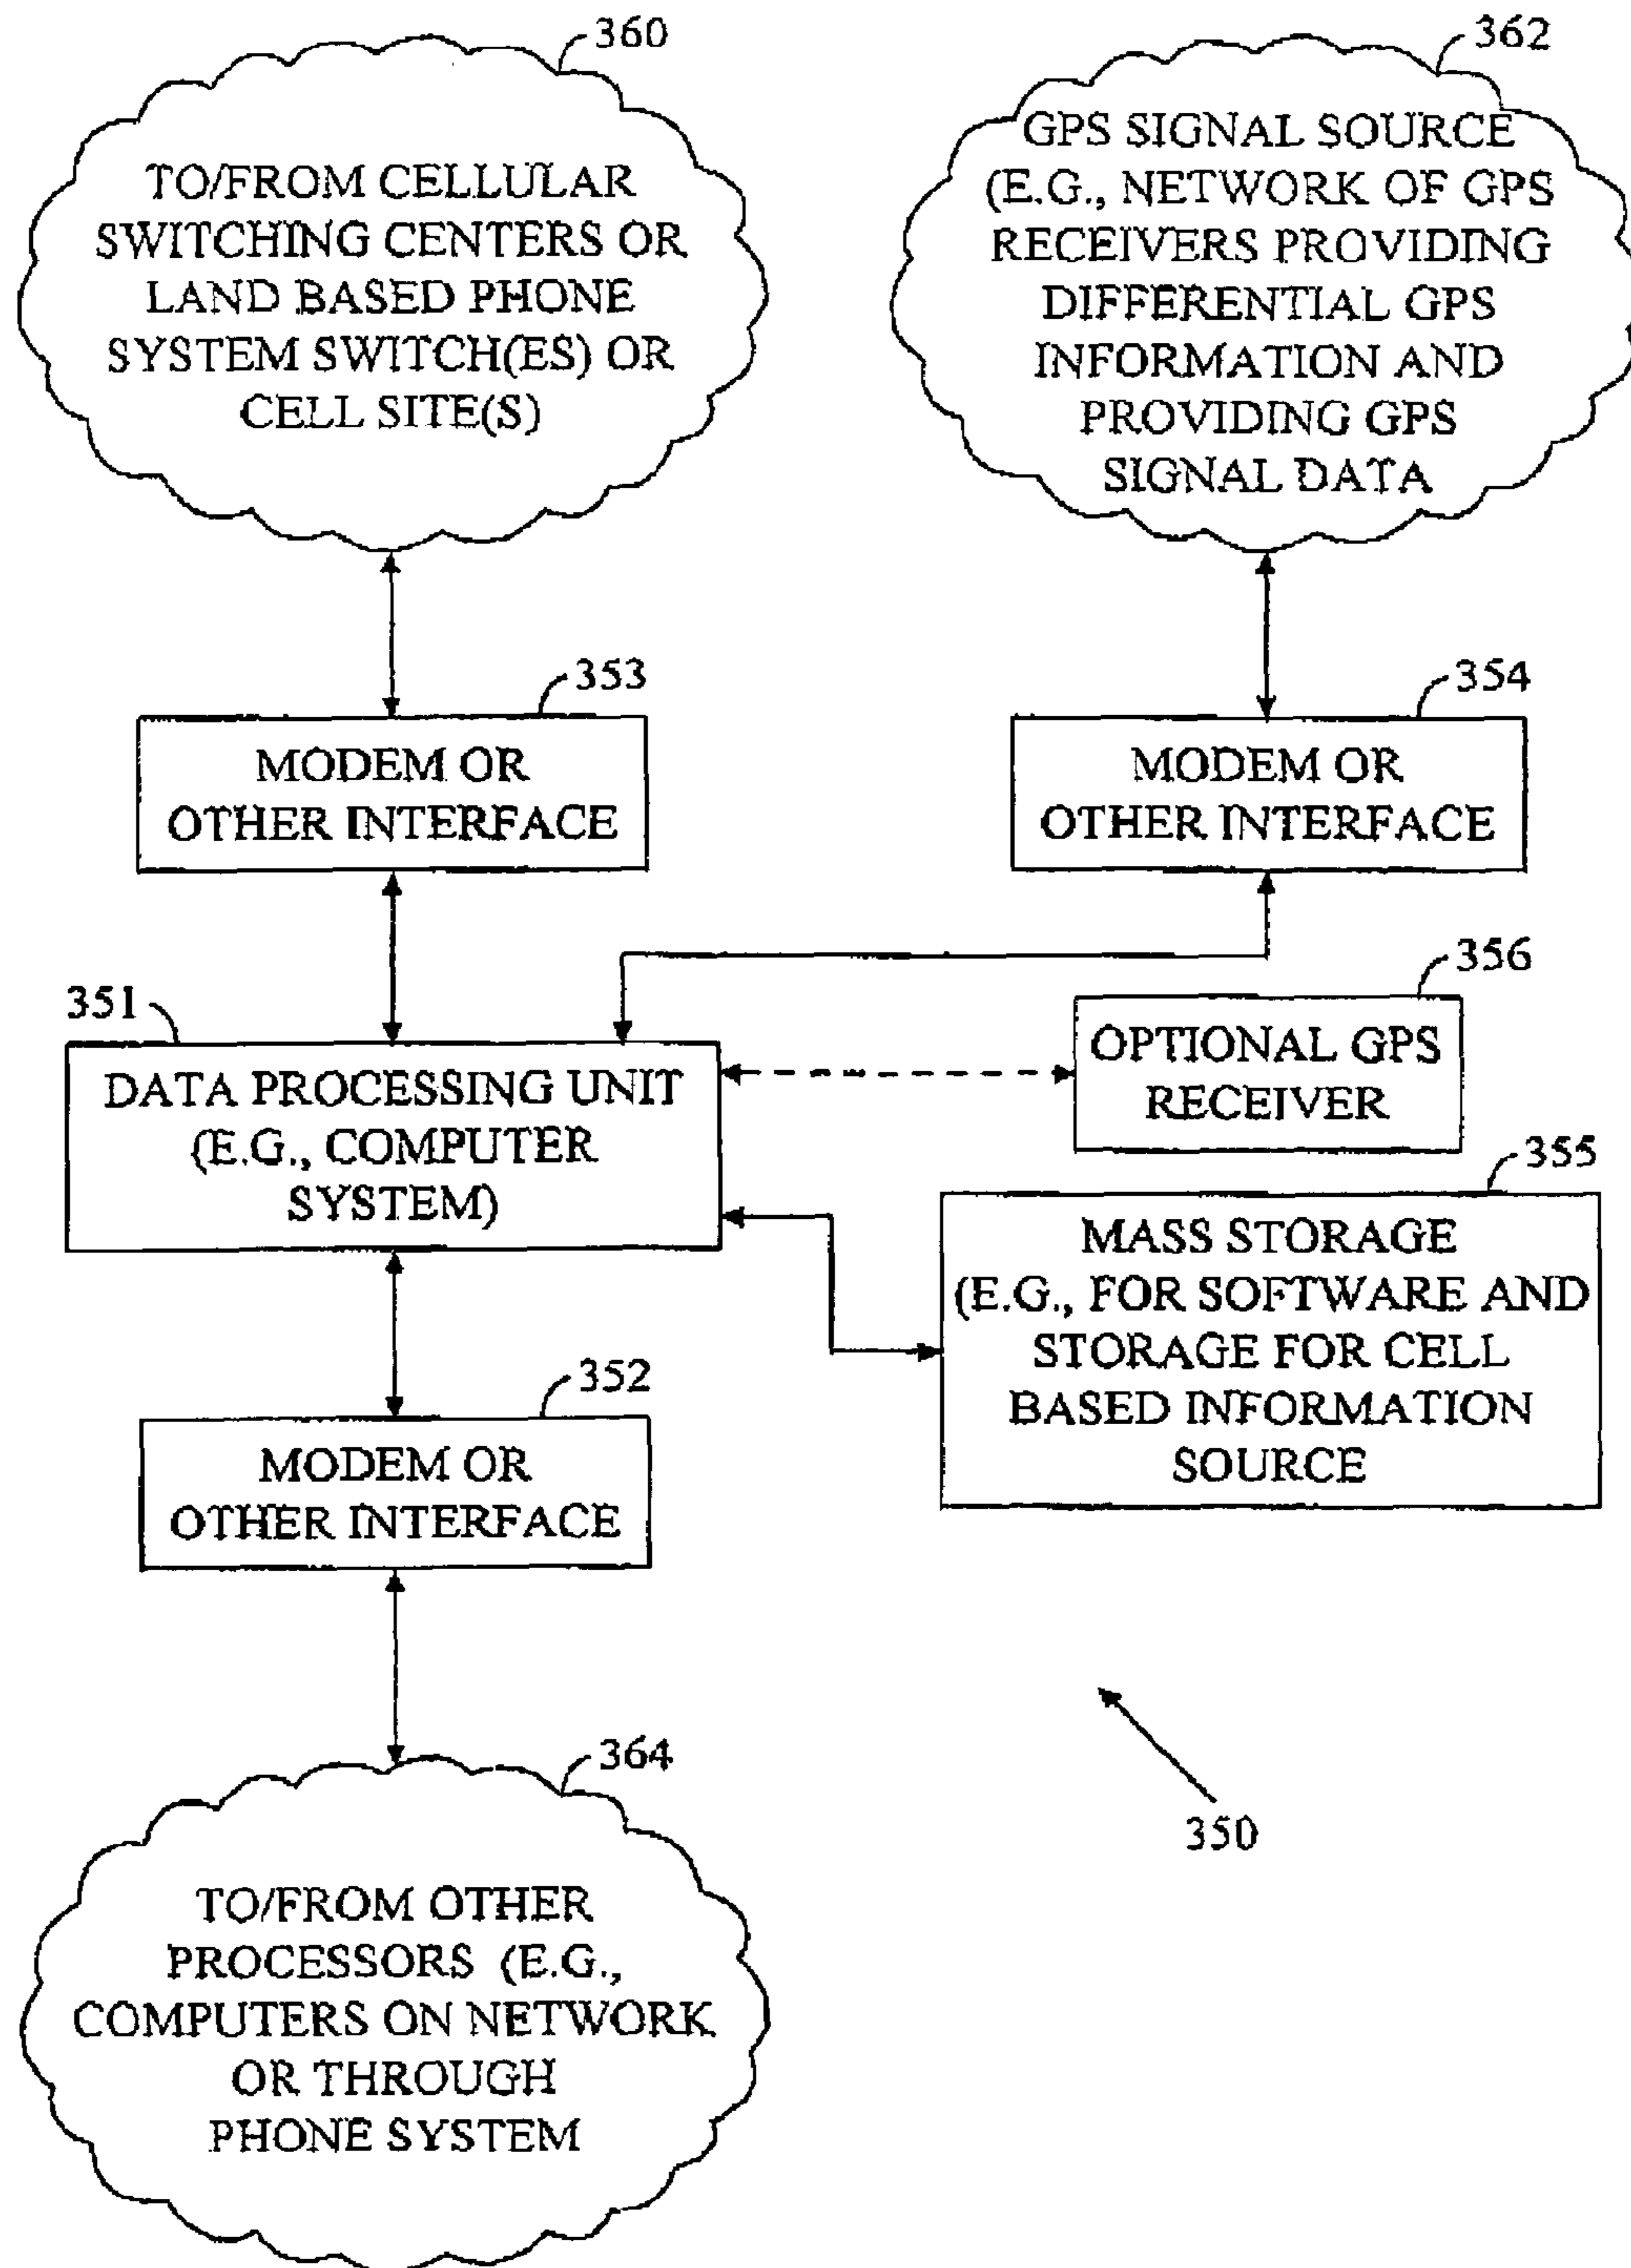 360
TO/FROM CELLULAR
SWITCHING CENTERS OR
LAND BASED PHONE
SYSTEM SWITCH(ES) OR
CELL SITE(S)
362
GPS SIGNAL SOURCE
(E.G., NETWORK OF GPS
RECEIVERS PROVIDING
DIFFERENTIAL GPS
INFORMATION AND
PROVIDING GPS
SIGNAL DATA
353
MODEM OR
OTHER INTERFACE
354
MODEM OR
OTHER INTERFACE
351
DATA PROCESSING UNIT
(E.G., COMPUTER
SYSTEM)
356
OPTIONAL GPS
RECEIVER
355
MASS STORAGE
(E.G., FOR SOFTWARE AND
STORAGE FOR CELL
BASED INFORMATION
SOURCE
352
MODEM OR
OTHER INTERFACE
350
364
TO/FROM OTHER
PROCESSORS (E.G.,
COMPUTERS ON NETWORK
OR THROUGH
PHONE SYSTEM